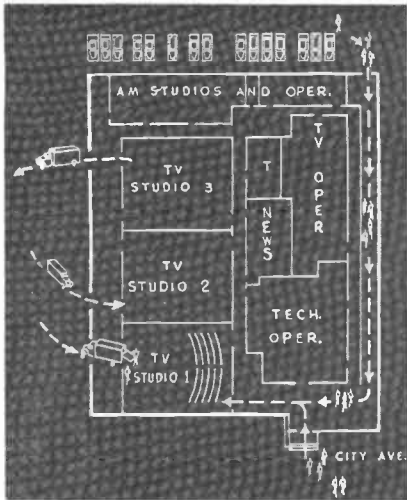 AM STUDIOS AND OPER.
TV
STUDIO 3
T
TV OPER
NEWS
TV
STUDIO 2
TECH.
OPER.
TV
STUDIO 1
CITY AVE.